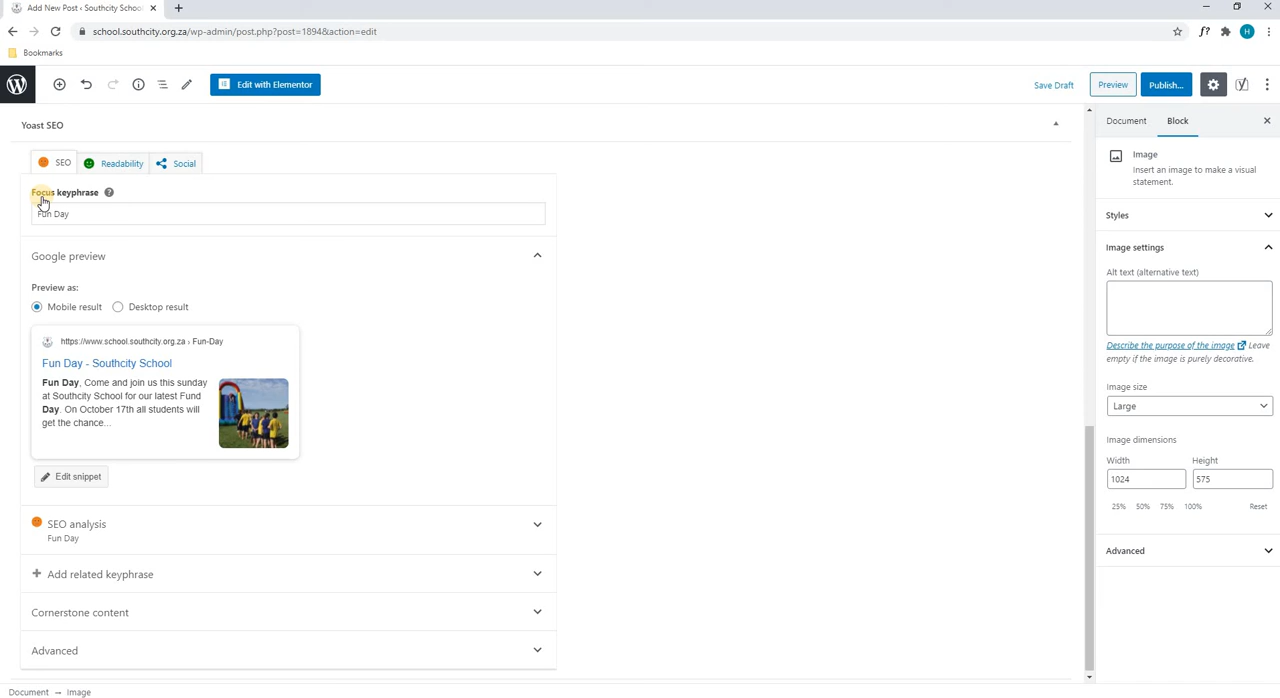 Add New Post ‹ Southcity School
school.southcity.org.za/wp-admin/post.php?post=1894&action=edit
f?
H
Bookmarks
Edit with Elementor
Save Draft
Preview
Publish...
Yoast SEO
SEO
Readability
Social
Focus keyphrase
Fun Day
Google preview
Preview as:
Mobile result
Desktop result
https://www.school.southcity.org.za › Fun-Day
Fun Day - Southcity School
Fun Day, Come and join us this sunday
at Southcity School for our latest Fund
Day. On October 17th all students will
get the chance...
Edit snippet
SEO analysis
Fun Day
Add related keyphrase
Cornerstone content
Advanced
Document → Image
Document
Block
Image
Insert an image to make a visual
statement.
Styles
Image settings
Alt text (alternative text)
Describe the purpose of the image Leave
empty if the image is purely decorative.
Image size
Large
Image dimensions
Width
Height
1024
575
25%
50%
75%
100%
Reset
Advanced